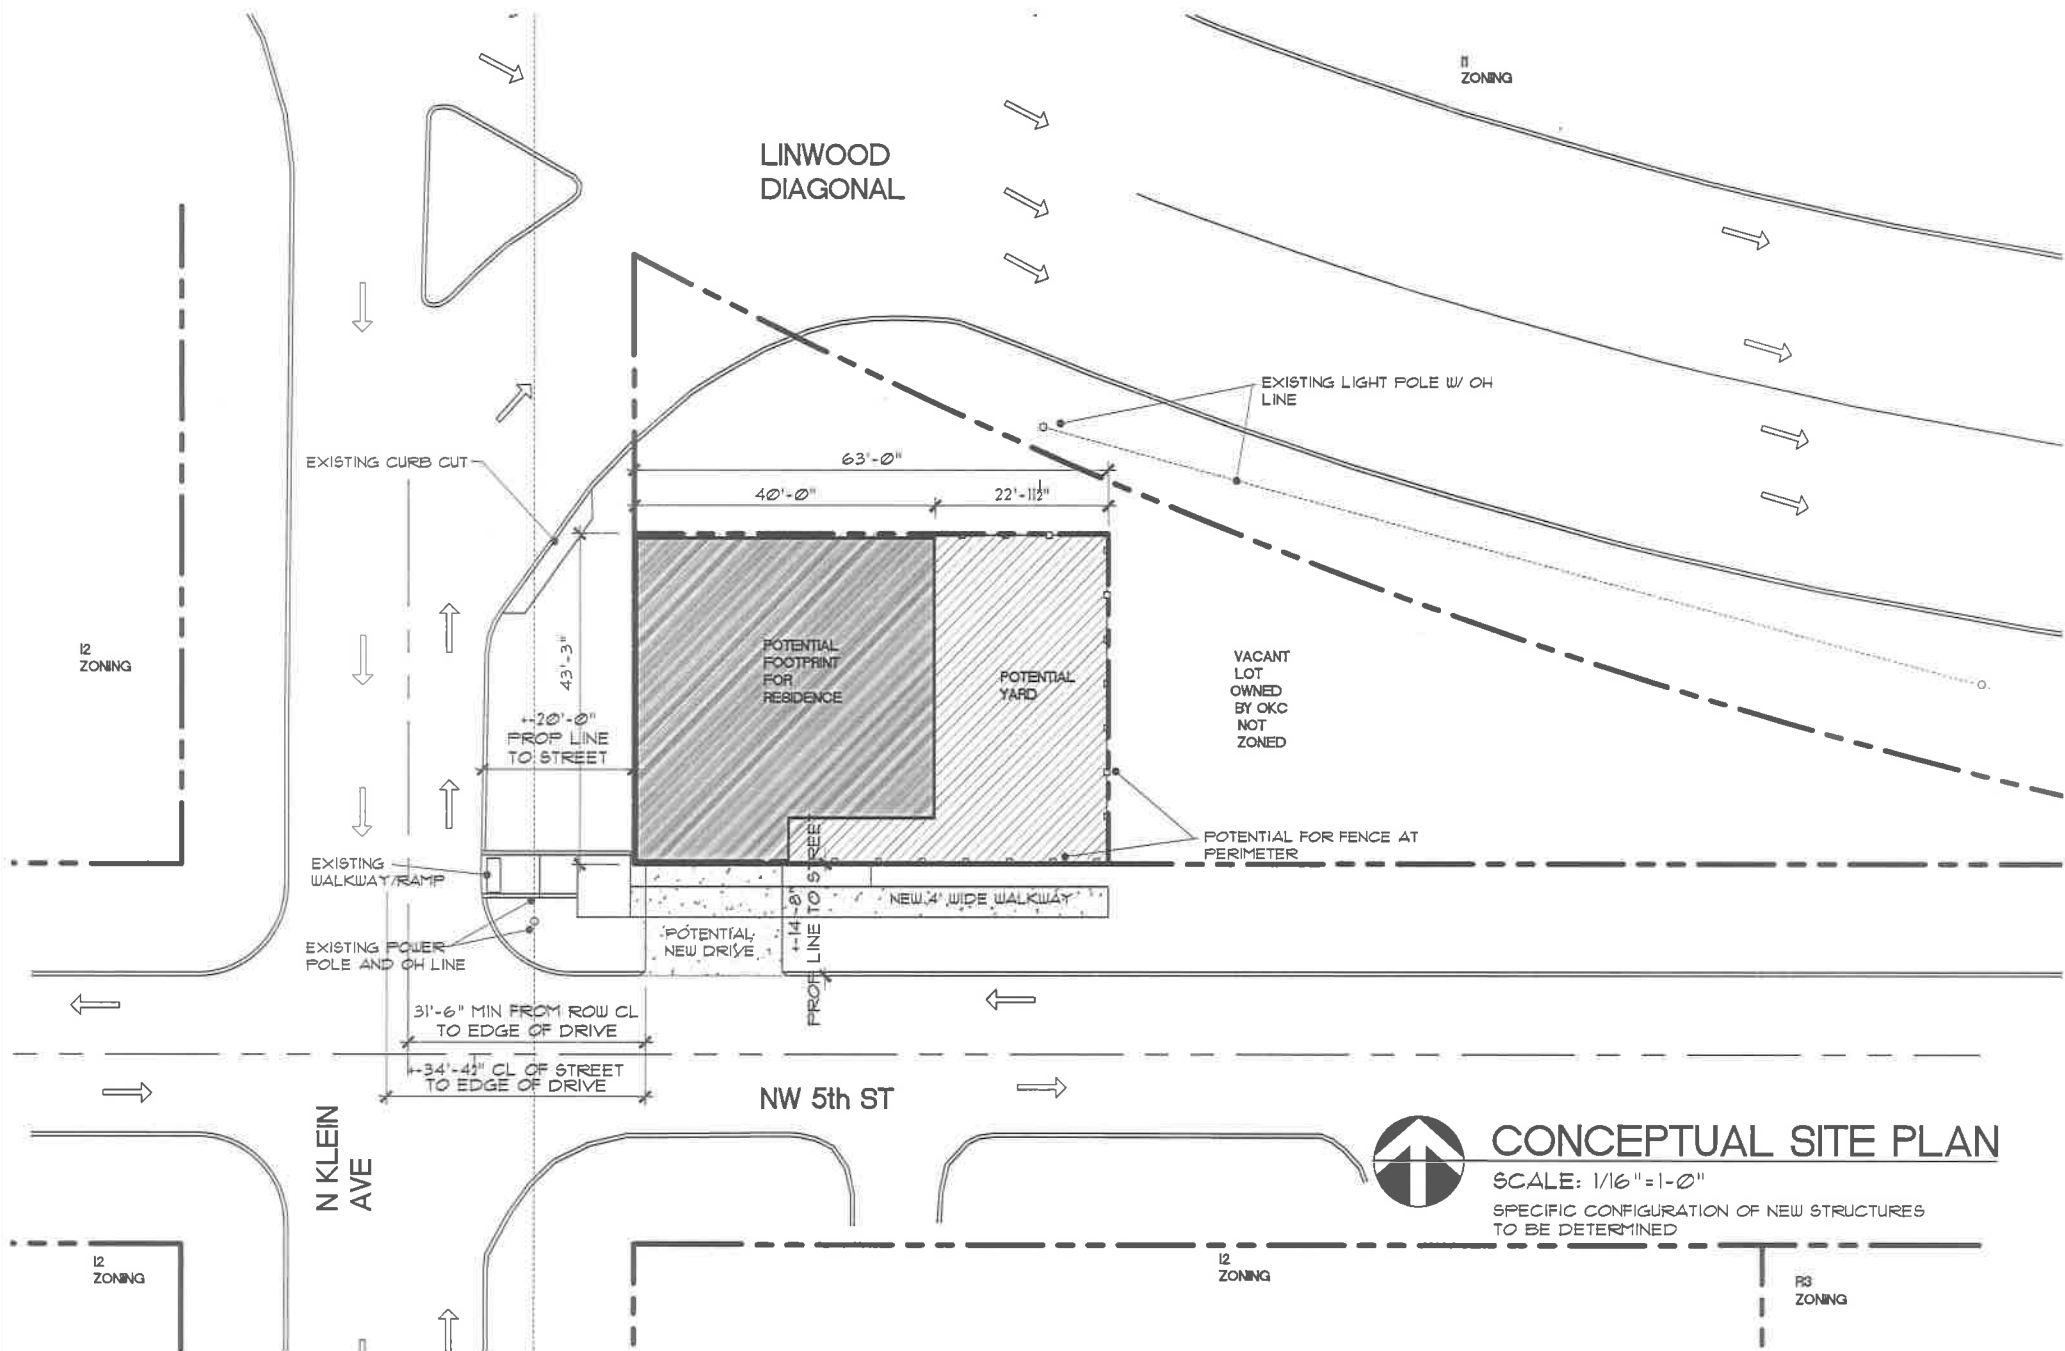 I1
ZONING
LINWOOD
DIAGONAL
EXISTING LIGHT POLE W/ OH
LINE
EXISTING CURB CUT
63'-0"
40'-0"
22'-11½"
43'-3"
I2
ZONING
POTENTIAL
FOOTPRINT
FOR
RESIDENCE
POTENTIAL
YARD
VACANT
LOT
OWNED
BY OKC
NOT
ZONED
+-20'-0"
PROP LINE
TO STREET
POTENTIAL FOR FENCE AT
PERIMETER
EXISTING
WALKWAY/RAMP
NEW 4' WIDE WALKWAY
+-14'-8"
PROP LINE TO STREET
POTENTIAL
NEW DRIVE
EXISTING POWER
POLE AND OH LINE
31'-6" MIN FROM ROW CL
TO EDGE OF DRIVE
+-34'-4½" CL OF STREET
TO EDGE OF DRIVE
NW 5th ST
N KLEIN
AVE
CONCEPTUAL SITE PLAN
SCALE: 1/16"=1-0"
SPECIFIC CONFIGURATION OF NEW STRUCTURES
TO BE DETERMINED
I2
ZONING
I2
ZONING
R3
ZONING